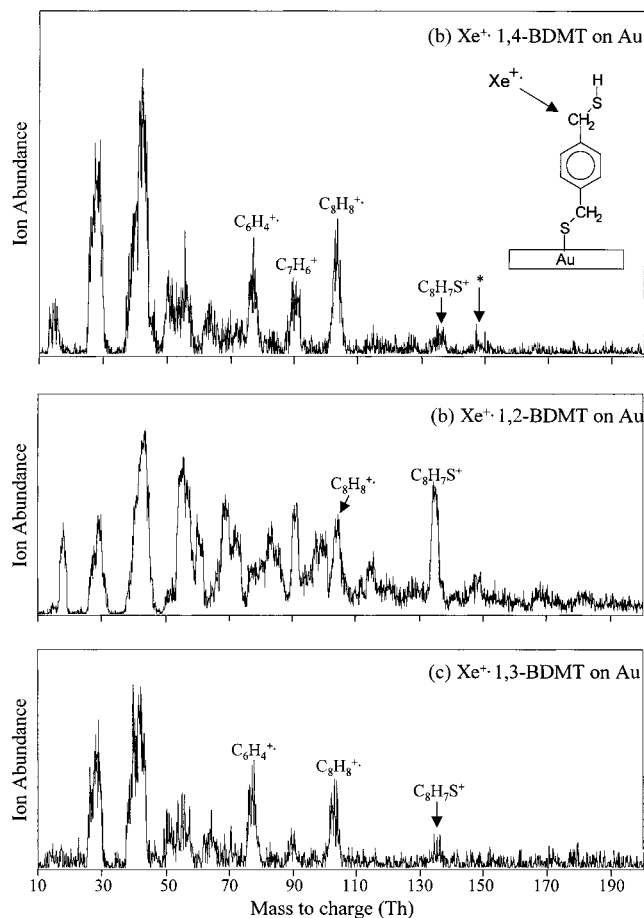 (b) Xe⁺· 1,4-BDMT on Au
Ion Abundance
Xe⁺·
H
S
CH₂
CH₂
S
Au
C₆H₄⁺·
C₇H₆⁺
C₈H₈⁺·
C₈H₇S⁺
*
(b) Xe⁺· 1,2-BDMT on Au
Ion Abundance
C₈H₈⁺·
C₈H₇S⁺
(c) Xe⁺· 1,3-BDMT on Au
Ion Abundance
C₆H₄⁺·
C₈H₈⁺·
C₈H₇S⁺
10 30 50 70 90 110 130 150 170 190
Mass to charge (Th)